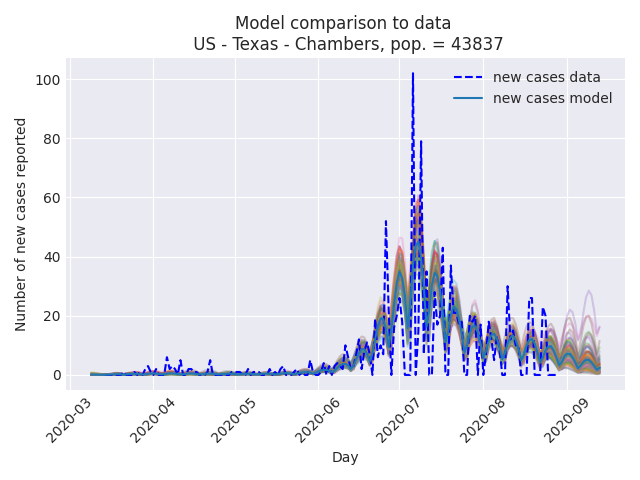 Model comparison to data
US - Texas - Chambers, pop. = 43837
new cases data
new cases model
Number of new cases reported
100
80
60
40
20
0
2020-03
2020-04
2020-05
2020-06
2020-07
2020-08
2020-09
Day